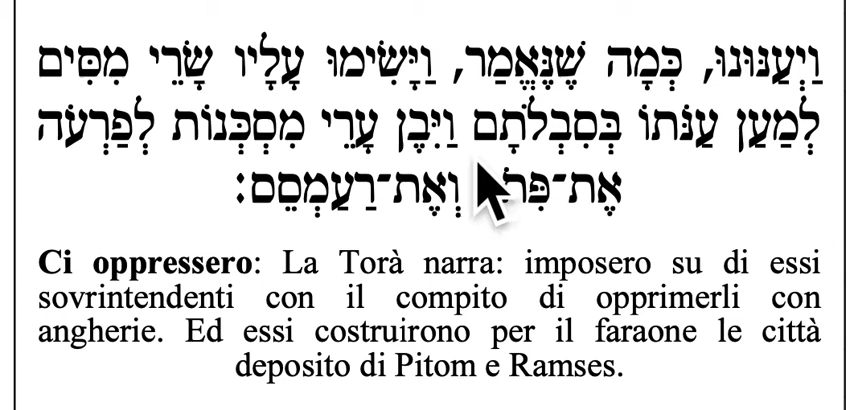 וַיְעַנּוּנוּ, כְּמָה שֶׁנֶּאֱמַר, וַיָּשִׂימוּ עָלָיו שָׂרֵי מִסִּים
לְמַעַן עַנֹּתוֹ בְּסִבְלֹתָם וַיִּבֶן עָרֵי מִסְכְּנוֹת לְפַרְעֹה
וְאֶת־רַעַמְסֵס:
Ci oppressero: La Torà narra: imposero su di essi
sovrintendenti con il compito di opprimerli con
angherie. Ed essi costruirono per il faraone le città
deposito di Pitom e Ramses.